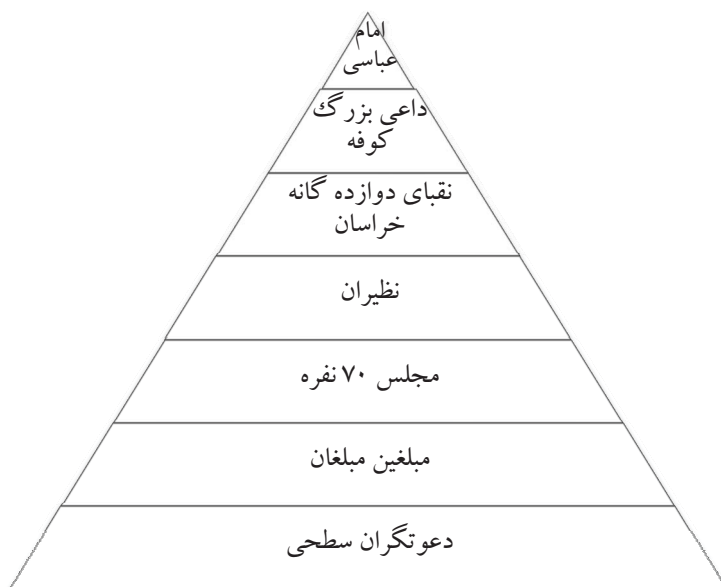 امام
عباسی
داعی بزرگ
کوفه
نقبای دوازده گانه
خراسان
نظیران
مجلس ۷۰ نفره
مبلغین مبلغان
دعوتگران سطحی